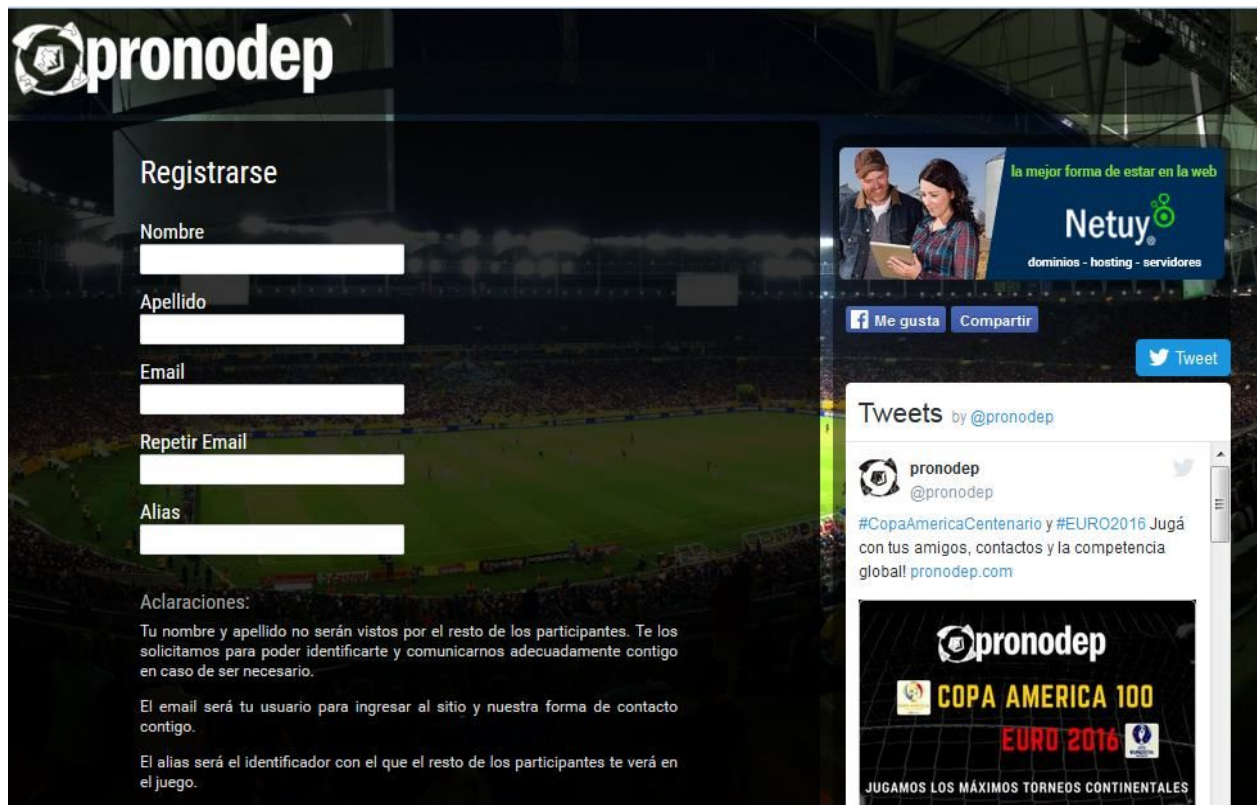 pronodep
Registrarse
Nombre
Apellido
Email
Repetir Email
Alias
Aclaraciones:
Tu nombre y apellido no serán vistos por el resto de los participantes. Te los
solicitamos para poder identificarte y comunicarnos adecuadamente contigo
en caso de ser necesario.
El email será tu usuario para ingresar al sitio y nuestra forma de contacto
contigo.
El alias será el identificador con el que el resto de los participantes te verá en
el juego.
la mejor forma de estar en la web
Netuy®
dominios - hosting - servidores
Me gusta Compartir
Tweet
Tweets by @pronodep
pronodep
@pronodep
#CopaAmericaCentenario y #EURO2016 Jugá
con tus amigos, contactos y la competencia
global! pronodep.com
pronodep
COPA AMERICA 100
EURO 2016
JUGAMOS LOS MÁXIMOS TORNEOS CONTINENTALES